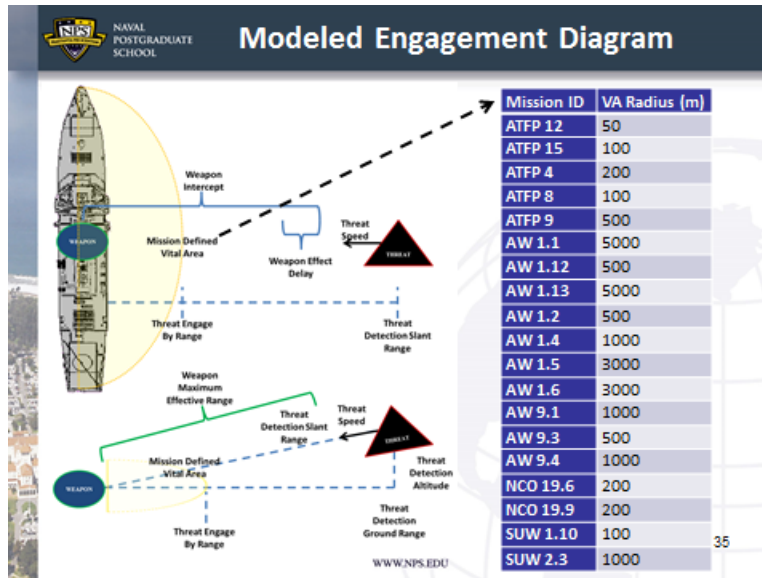 NPS
NAVAL
POSTGRADUATE
SCHOOL
Modeled Engagement Diagram
Weapon
Intercept
WEAPON
Mission Defined
Vital Area
Weapon Effect
Delay
Threat
Speed
THREAT
Threat Engage
By Range
Threat
Detection Slant
Range
Weapon
Maximum
Effective Range
Threat
Detection Slant
Range
Threat
Speed
THREAT
Mission Defined
Vital Area
WEAPON
Threat
Detection
Altitude
Threat Engage
By Range
Threat
Detection
Ground Range
WWW.NPS.EDU
Mission ID VA Radius (m)
ATFP 12 50
ATFP 15 100
ATFP 4 200
ATFP 8 100
ATFP 9 500
AW 1.1 5000
AW 1.12 500
AW 1.13 5000
AW 1.2 500
AW 1.4 1000
AW 1.5 3000
AW 1.6 3000
AW 9.1 1000
AW 9.3 500
AW 9.4 1000
NCO 19.6 200
NCO 19.9 200
SUW 1.10 100
SUW 2.3 1000
35